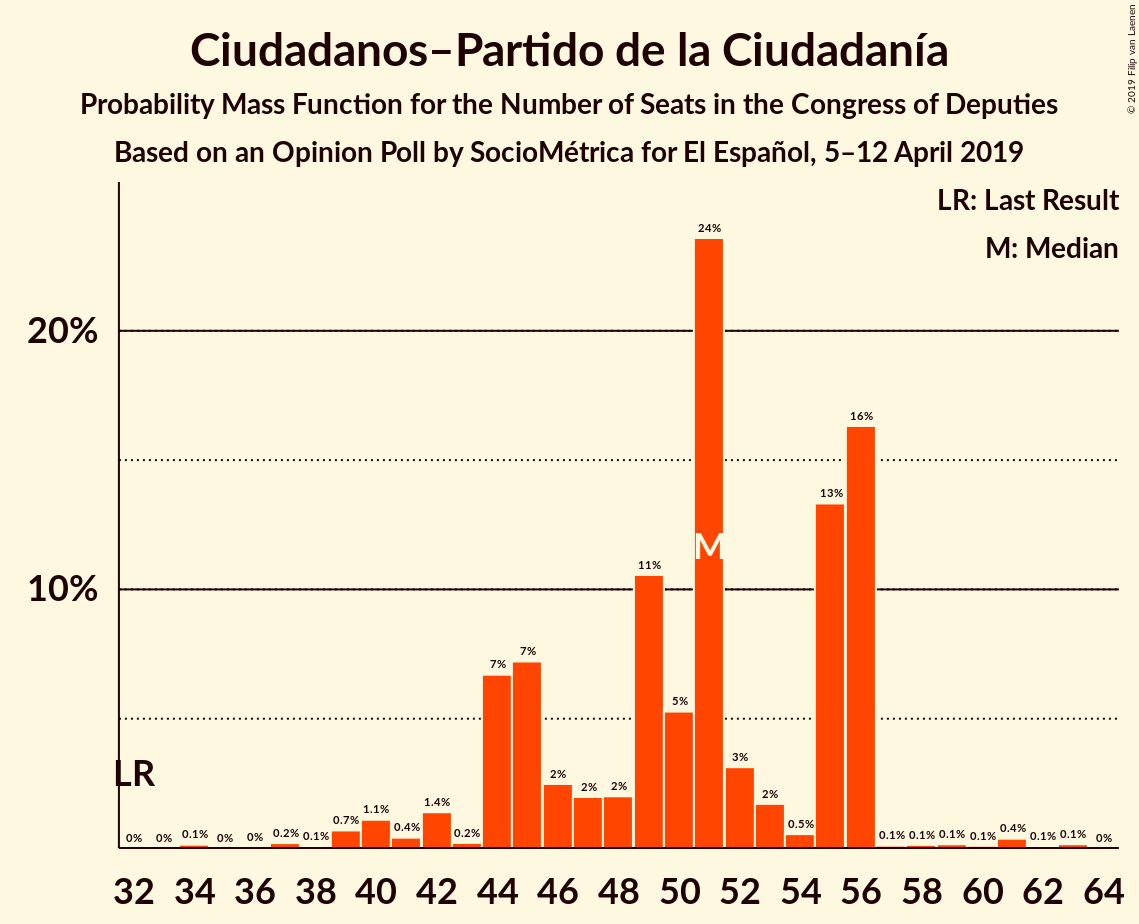 Ciudadanos–Partido de la Ciudadanía
Probability Mass Function for the Number of Seats in the Congress of Deputies
Based on an Opinion Poll by SocioMétrica for El Español, 5–12 April 2019
© 2019 Filip van Laenen
LR: Last Result
M: Median
24%
20%
16%
13%
11%
M
10%
7% 7%
5%
3%
LR
2% 2% 2% 2%
0% 0% 0.1% 0% 0% 0.2% 0.1% 0.7% 1.1% 0.4% 1.4% 0.2% 0.5% 0.1% 0.1% 0.1% 0.1% 0.4% 0.1% 0.1% 0%
32 34 36 38 40 42 44 46 48 50 52 54 56 58 60 62 64